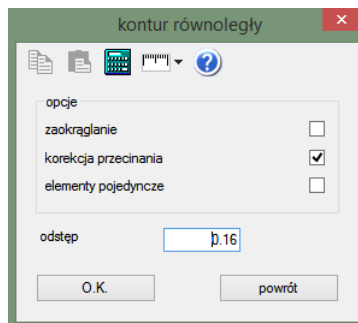 kontur równoległy
opcje
zaokrąglanie
korekcja przecinania
elementy pojedyncze
odstęp 0.16
O.K. powrót